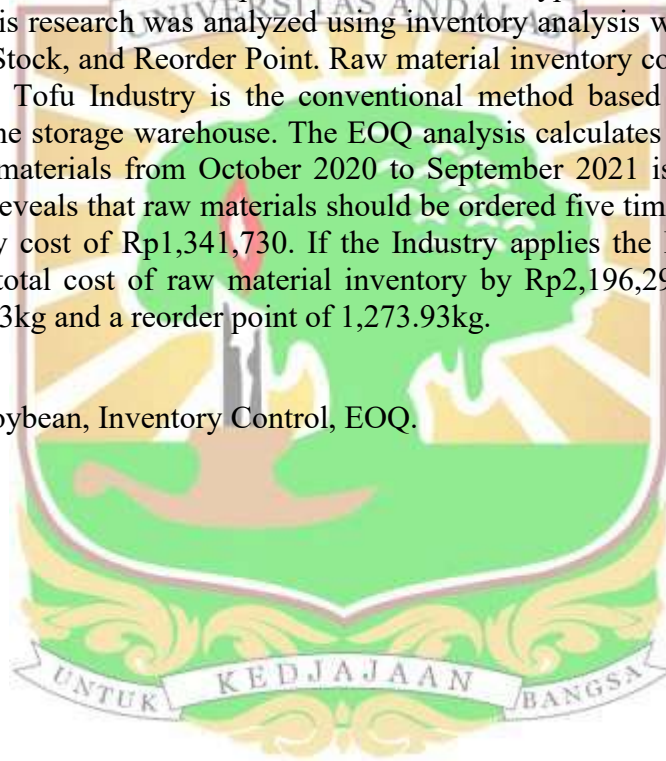 UNIVERSITAS ANDALAS
is research was analyzed using inventory analysis w
Stock, and Reorder Point. Raw material inventory co
Tofu Industry is the conventional method based
he storage warehouse. The EOQ analysis calculates
materials from October 2020 to September 2021 is
eveals that raw materials should be ordered five tim
y cost of Rp1,341,730. If the Industry applies the
total cost of raw material inventory by Rp2,196,29
3kg and a reorder point of 1,273.93kg.
oybean, Inventory Control, EOQ.
UNTUK KEDJAJAAN BANGSA